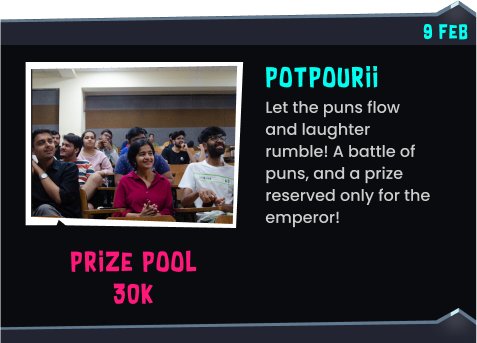 9 FEB
POTPOURii
Let the puns flow
and laughter
rumble! A battle of
puns, and a prize
reserved only for the
emperor!
PRiZE POOL
30K